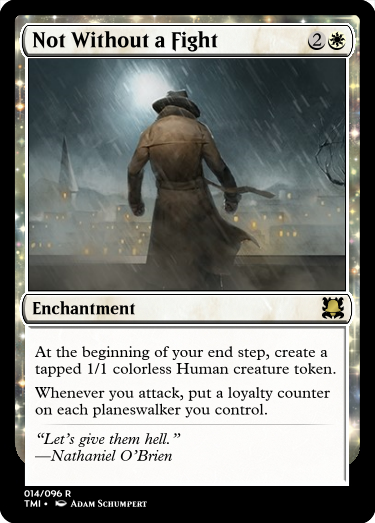 Not Without a Fight 2
Enchantment
At the beginning of your end step, create a
tapped 1/1 colorless Human creature token.
Whenever you attack, put a loyalty counter
on each planeswalker you control.
“Let’s give them hell.”
—Nathaniel O’Brien
014/096 R
TMI • Adam Schumpert